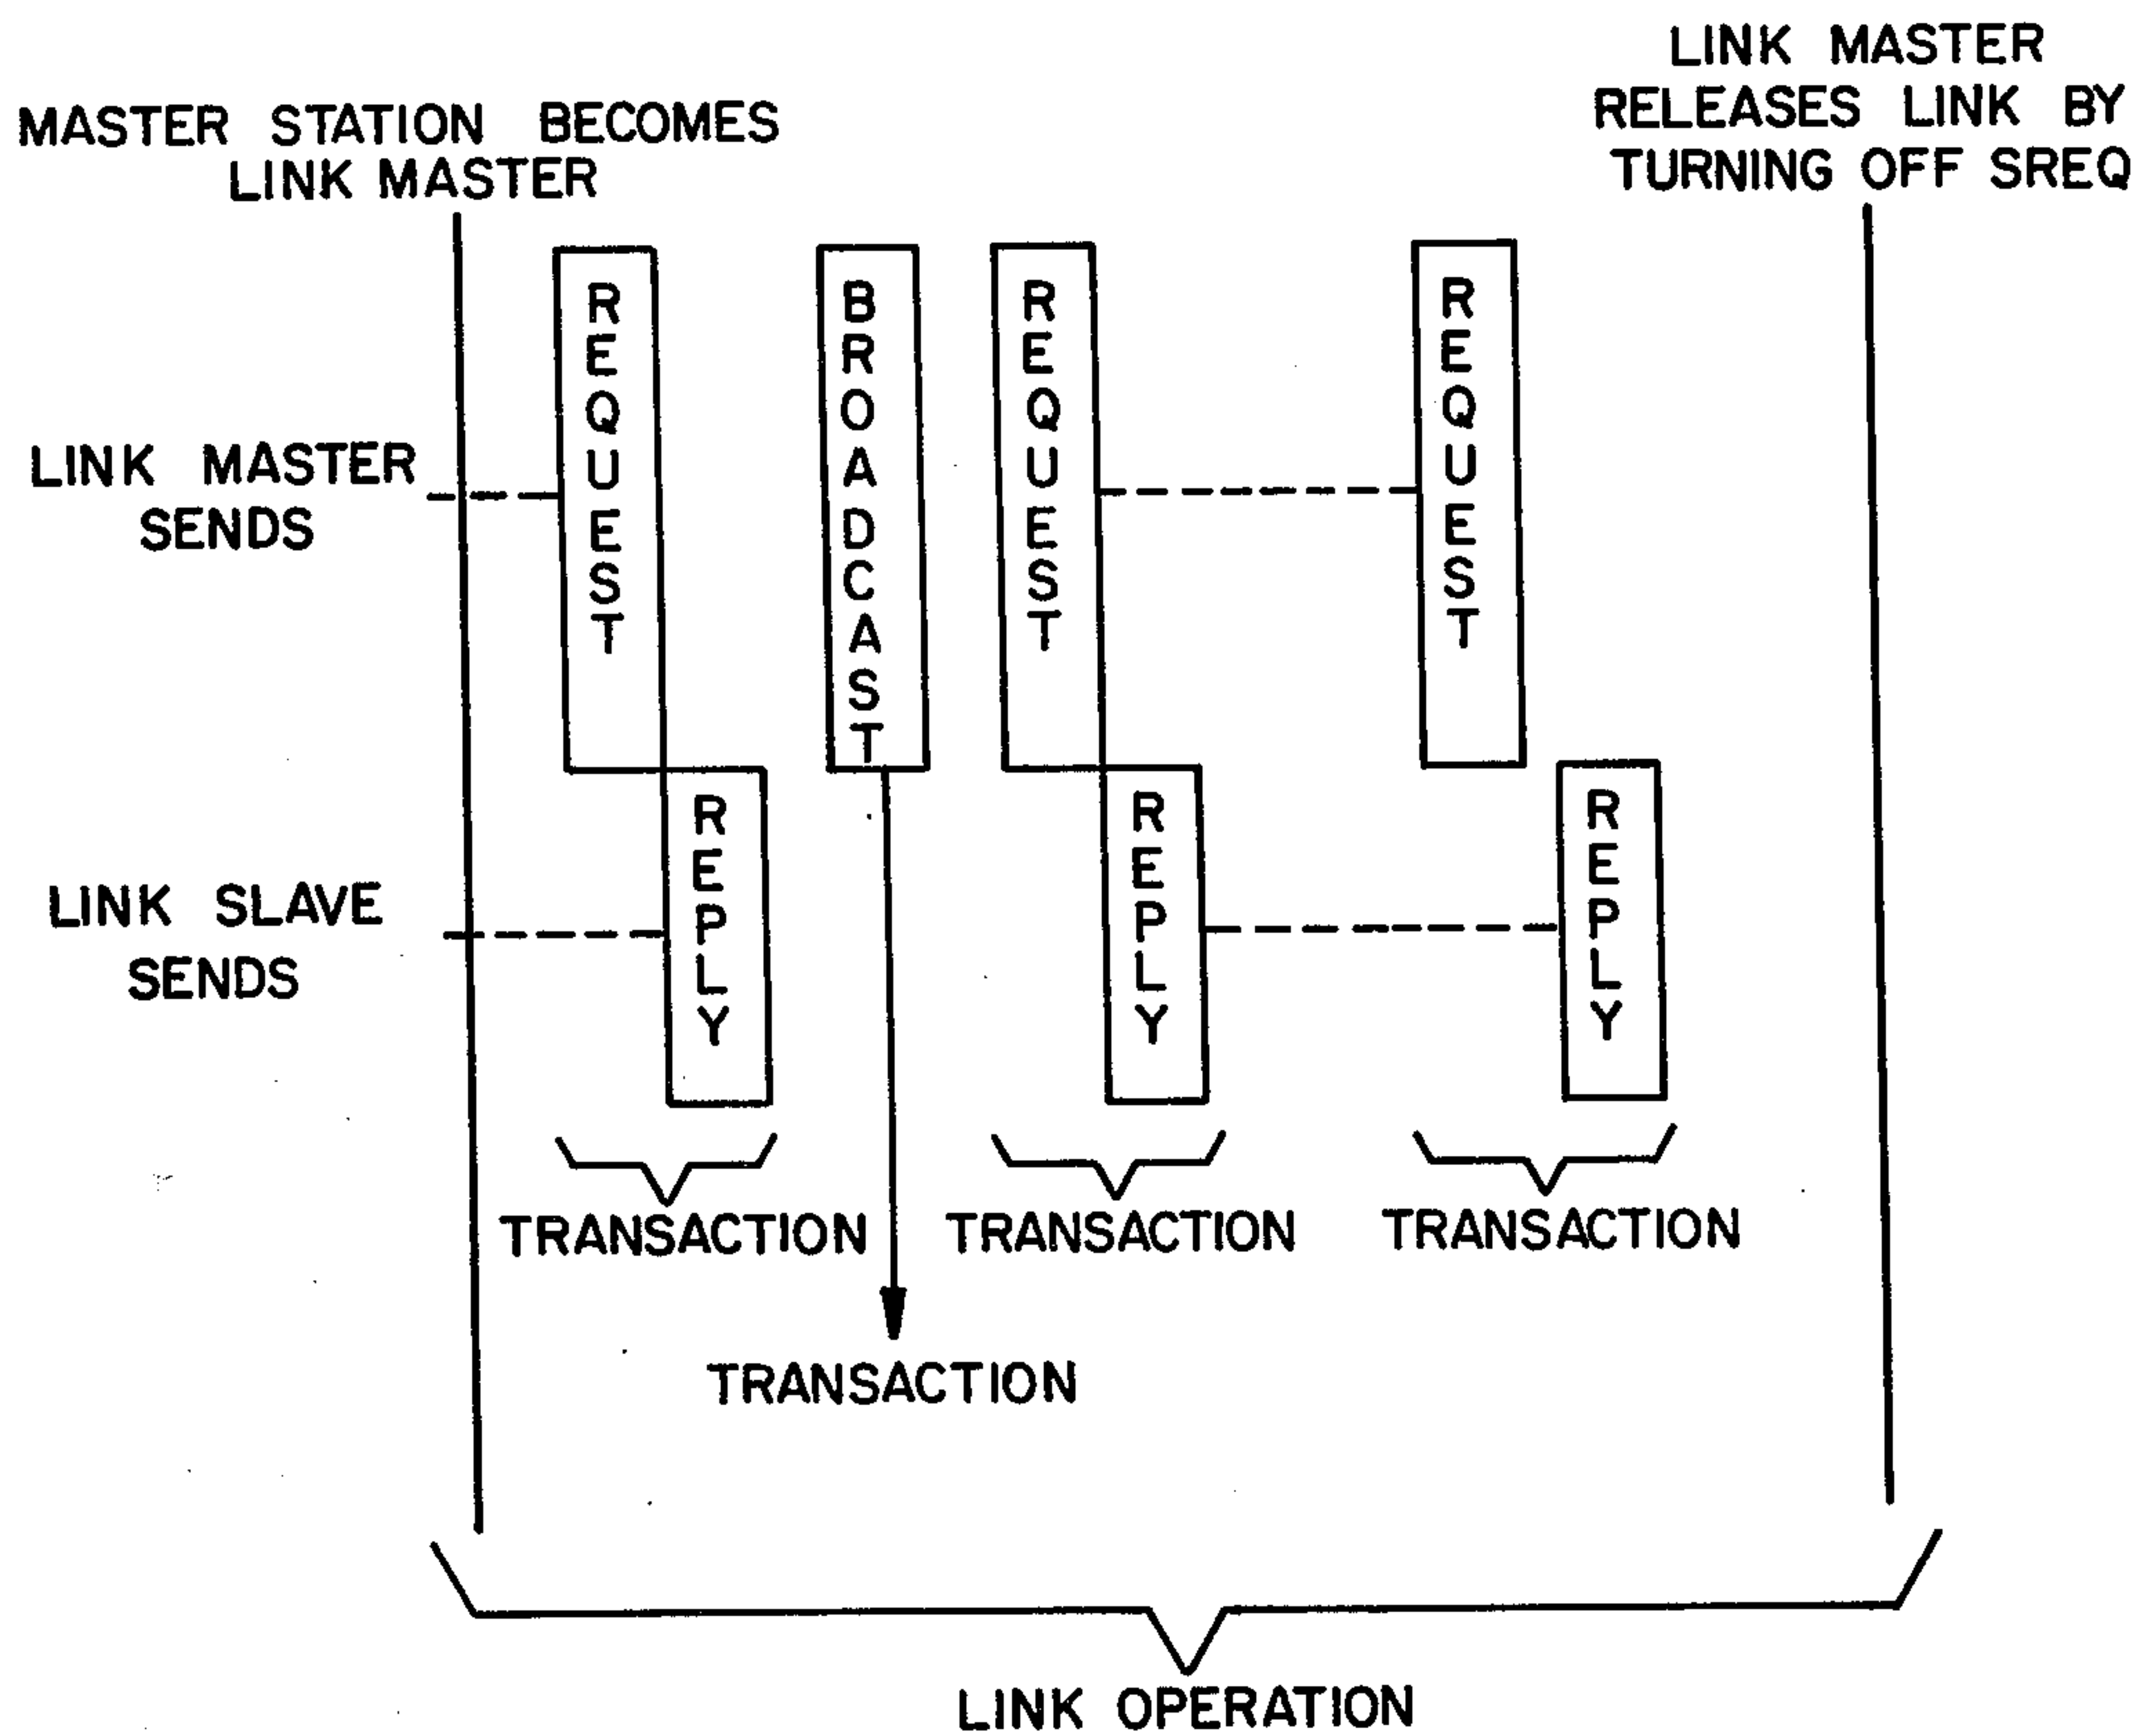 LINK MASTER
RELEASES LINK BY
TURNING OFF SREQ
MASTER STATION BECOMES
LINK MASTER
LINK MASTER
SENDS
REQUEST
BROADCAST
REQUEST
REQUEST
LINK SLAVE
SENDS
REPLY
REPLY
REPLY
TRANSACTION
TRANSACTION
TRANSACTION
TRANSACTION
LINK OPERATION